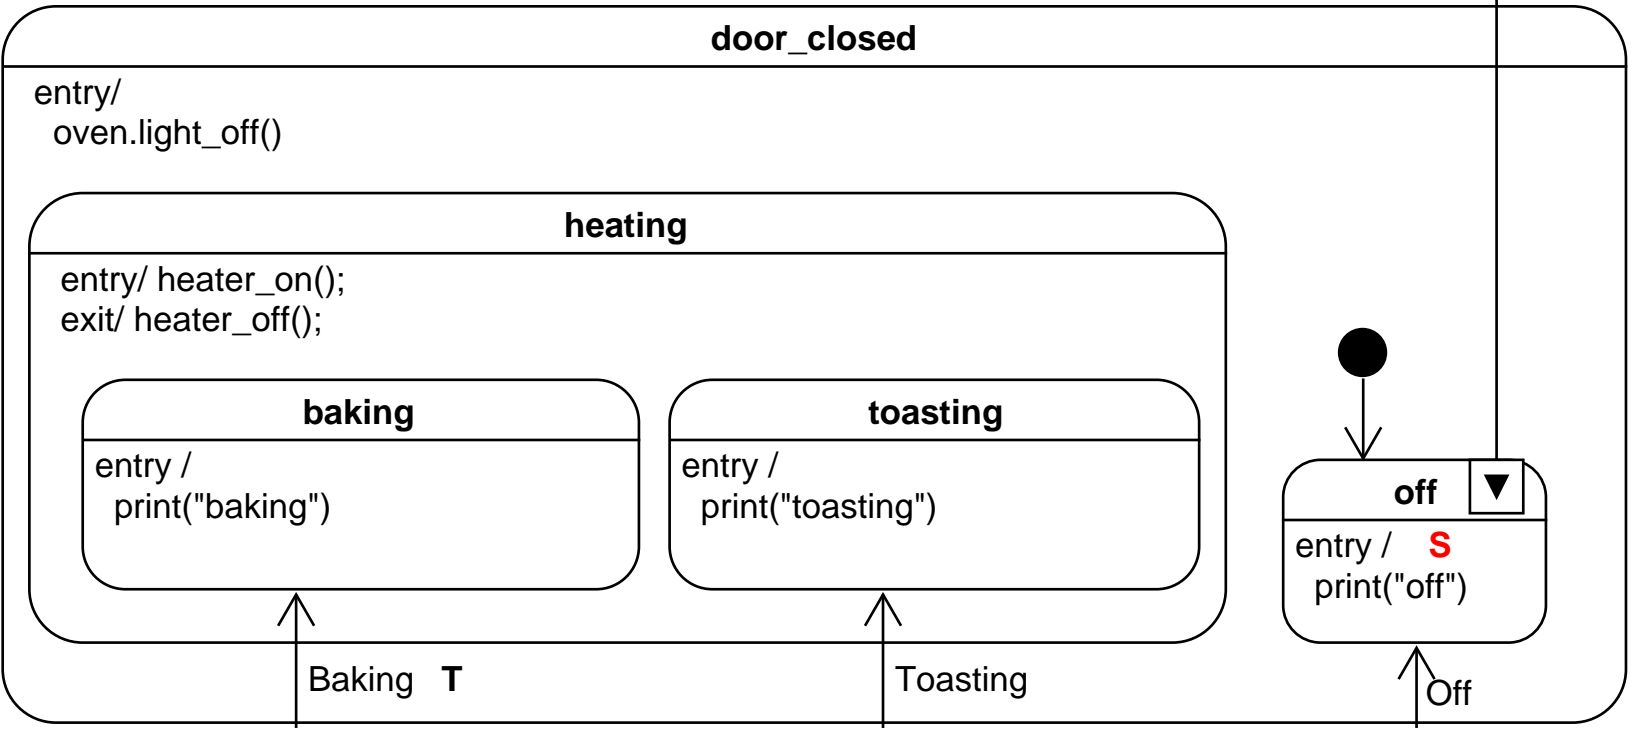 door_closed
entry/
oven.light_off()
heating
entry/ heater_on();
exit/ heater_off();
baking
entry /
print("baking")
toasting
entry /
print("toasting")
off
entry / S
print("off")
Baking T
Toasting
Off